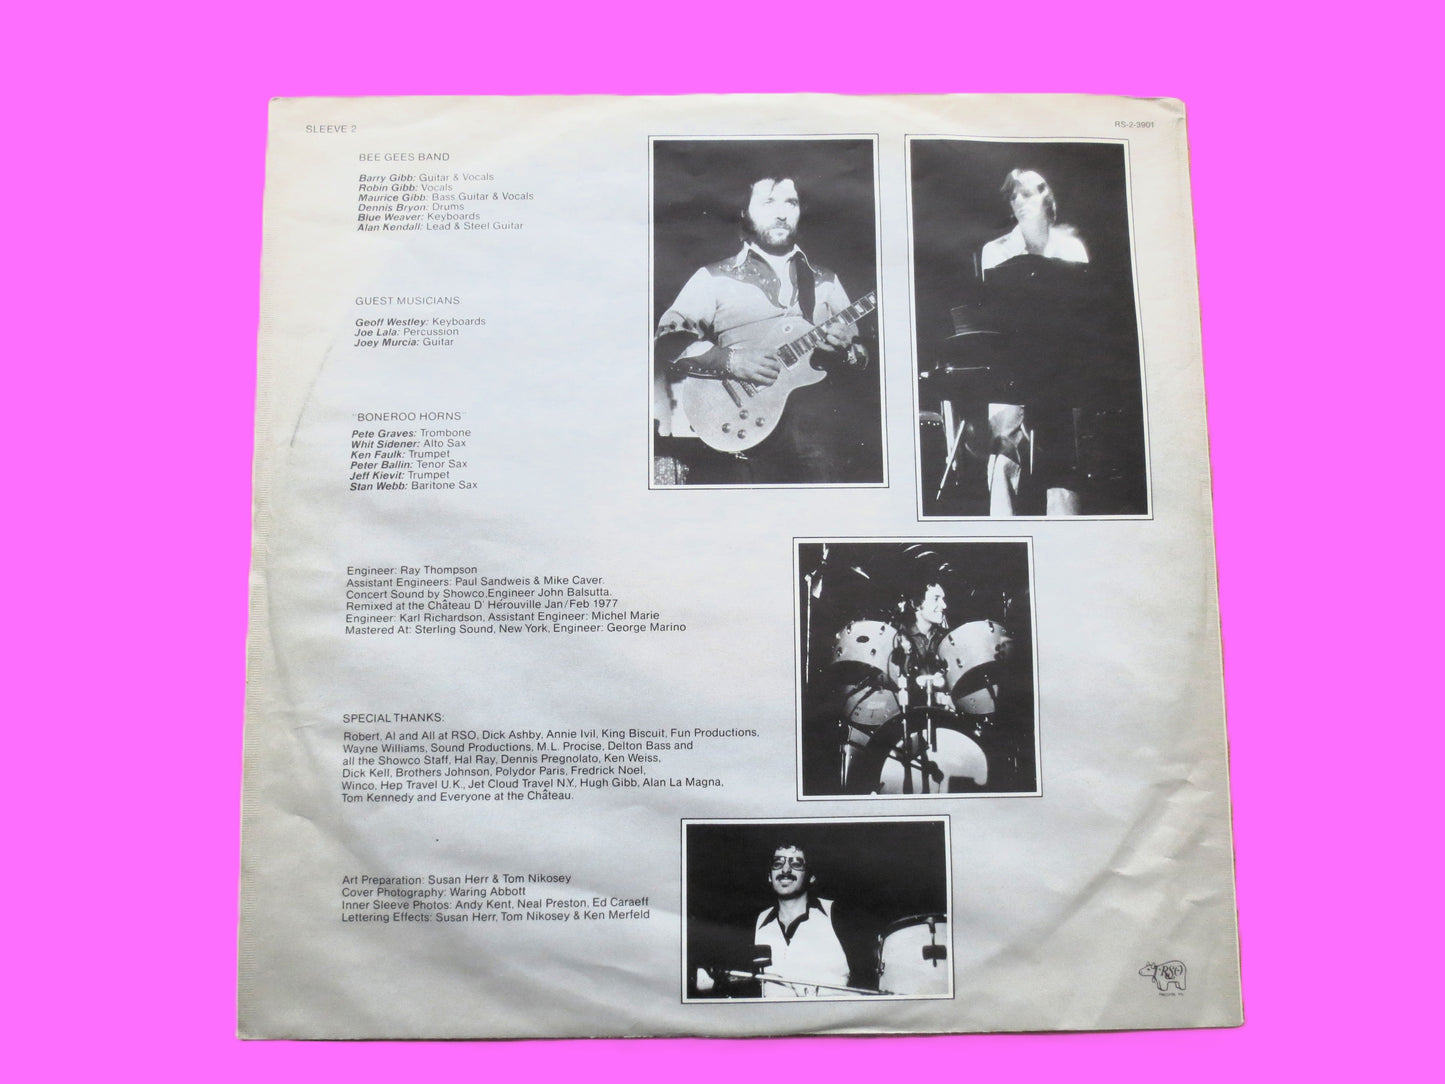 SLEEVE 2
RS-2-3901
BEE GEES BAND
Barry Gibb: Guitar & Vocals
Robin Gibb: Vocals
Maurice Gibb: Bass Guitar & Vocals
Dennis Bryon: Drums
Blue Weaver: Keyboards
Alan Kendall: Lead & Steel Guitar
GUEST MUSICIANS
Geoff Westley: Keyboards
Joe Lala: Percussion
Joey Murcia: Guitar
"BONEROO HORNS"
Pete Graves: Trombone
Whit Sidener: Alto Sax
Ken Faulk: Trumpet
Peter Ballin: Tenor Sax
Jeff Kievit: Trumpet
Stan Webb: Baritone Sax
Engineer: Ray Thompson
Assistant Engineers: Paul Sandweis & Mike Caver.
Concert Sound by Showco, Engineer John Balsutta.
Remixed at the Château D' Hérouville Jan/Feb 1977
Engineer: Karl Richardson, Assistant Engineer: Michel Marie
Mastered At: Sterling Sound, New York, Engineer: George Marino
SPECIAL THANKS:
Robert, Al and All at RSO, Dick Ashby, Annie Ivil, King Biscuit, Fun Productions,
Wayne Williams, Sound Productions, M.L. Procise, Delton Bass and
all the Showco Staff, Hal Ray, Dennis Pregnolato, Ken Weiss,
Dick Kell, Brothers Johnson, Polydor Paris, Fredrick Noel,
Winco, Hep Travel U.K., Jet Cloud Travel N.Y., Hugh Gibb, Alan La Magna,
Tom Kennedy and Everyone at the Château.
Art Preparation: Susan Herr & Tom Nikosey
Cover Photography: Waring Abbott
Inner Sleeve Photos: Andy Kent, Neal Preston, Ed Caraeff
Lettering Effects: Susan Herr, Tom Nikosey & Ken Merfeld
RSO